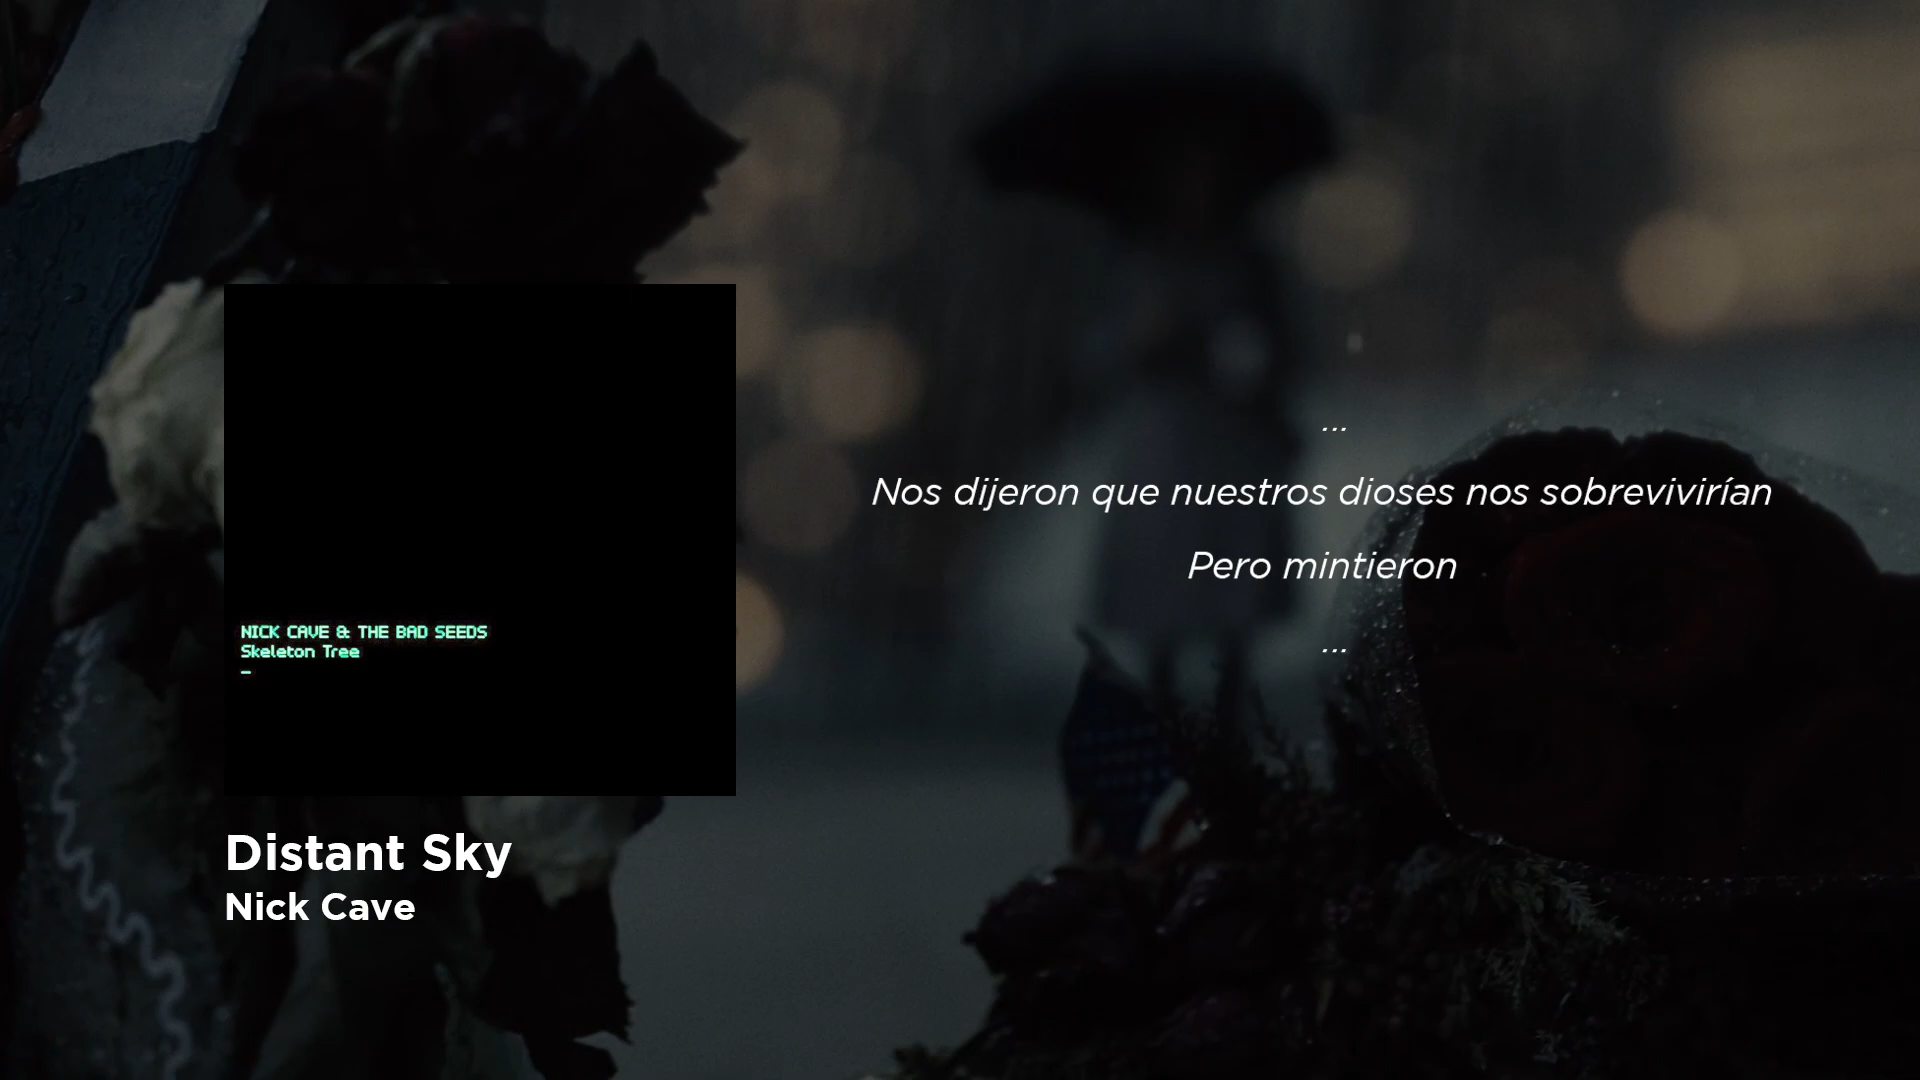 NICK CAVE & THE BAD SEEDS
Skeleton Tree
_
Distant Sky
Nick Cave
...
Nos dijeron que nuestros dioses nos sobrevivirían
Pero mintieron
...